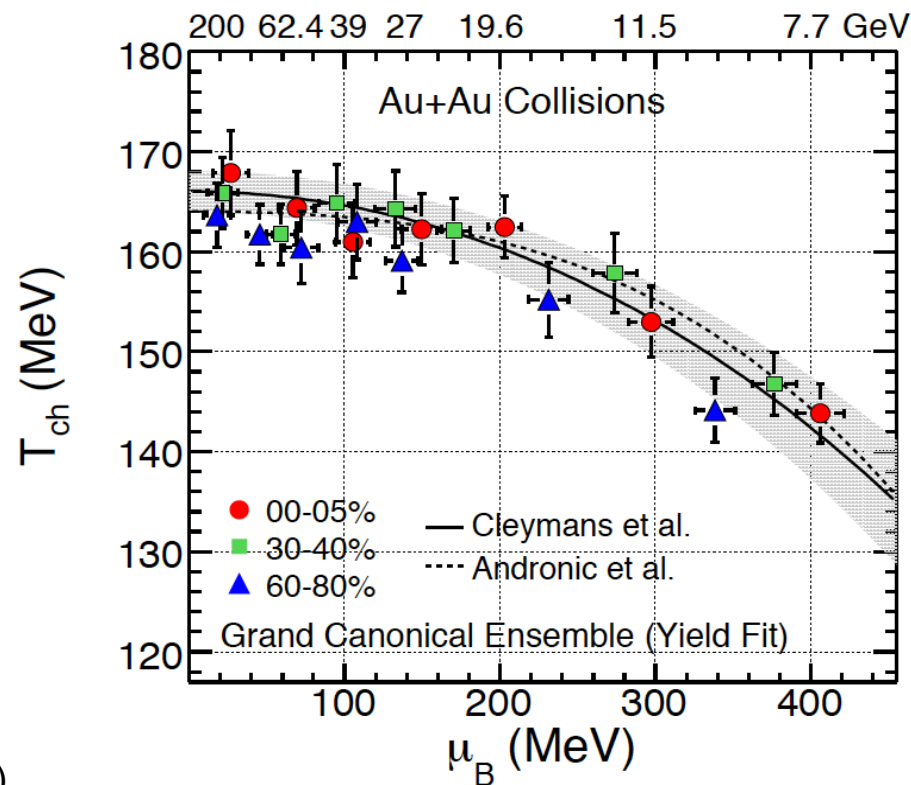 200 62.4 39 27 19.6 11.5 7.7 GeV
180
170
160
150
140
130
120
T_ch (MeV)
Au+Au Collisions
00-05%
30-40%
60-80%
Cleymans et al.
Andronic et al.
Grand Canonical Ensemble (Yield Fit)
100 200 300 400
μ_B (MeV)
)